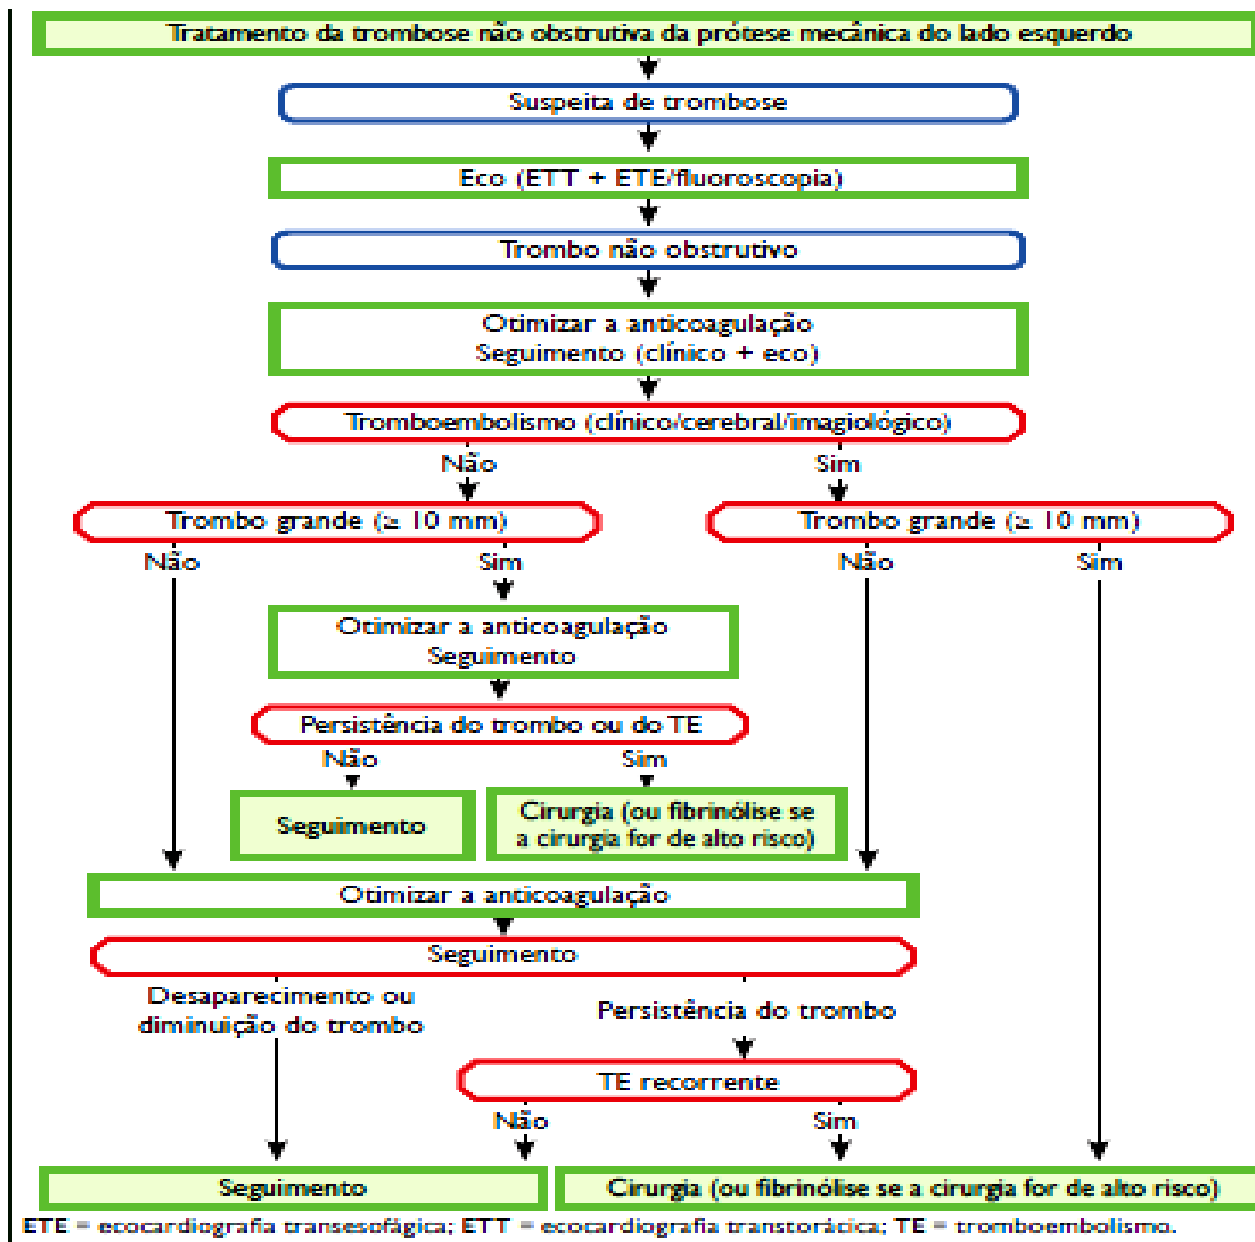 Tratamento da trombose não obstrutiva da prótese mecânica do lado esquerdo
Suspeita de trombose
Eco (ETT + ETE/fluoroscopia)
Trombo não obstrutivo
Otimizar a anticoagulação
Seguimento (clínico + eco)
Tromboembolismo (clínico/cerebral/imagiológico)
Não
Sim
Trombo grande (≥ 10 mm)
Trombo grande (≥ 10 mm)
Não
Sim
Não
Sim
Otimizar a anticoagulação
Seguimento
Persistência do trombo ou do TE
Não
Sim
Seguimento
Cirurgia (ou fibrinólise se
a cirurgia for de alto risco)
Otimizar a anticoagulação
Seguimento
Desaparecimento ou
diminuição do trombo
Persistência do trombo
TE recorrente
Não
Sim
Seguimento
Cirurgia (ou fibrinólise se a cirurgia for de alto risco)
ETE = ecocardiografia transesofágica; ETT = ecocardiografia transtorácica; TE = tromboembolismo.